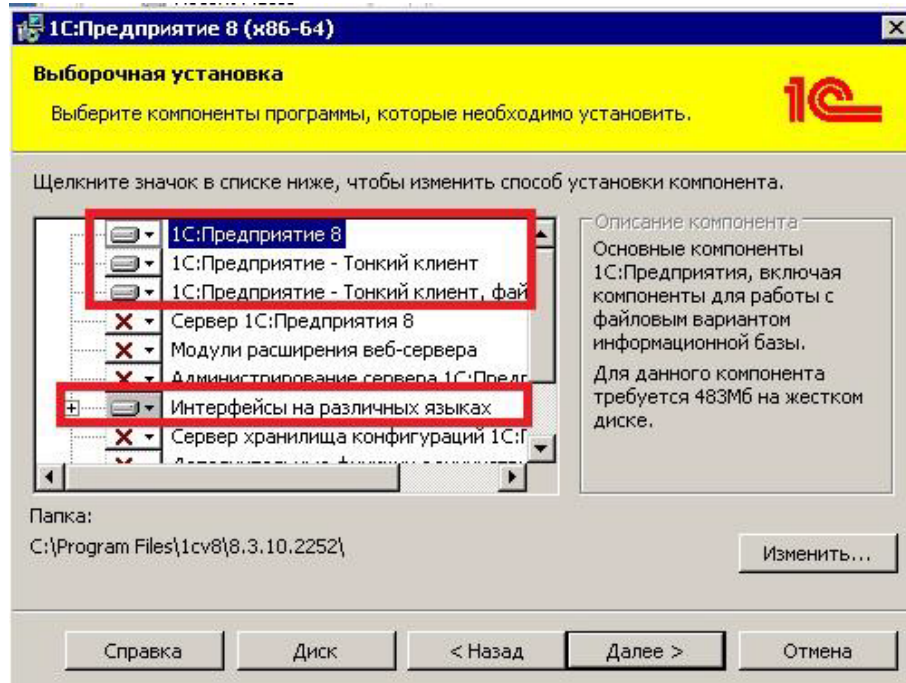 1С:Предприятие 8 (x86-64)
Выборочная установка
Выберите компоненты программы, которые необходимо установить.
1С
Щелкните значок в списке ниже, чтобы изменить способ установки компонента.
1С:Предприятие 8
1С:Предприятие - Тонкий клиент
1С:Предприятие - Тонкий клиент, фай
Сервер 1С:Предприятия 8
Модули расширения веб-сервера
Администрирование сервера 1С:Предп
Интерфейсы на различных языках
Сервер хранилища конфигураций 1С:П
Описание компонента
Основные компоненты
1С:Предприятия, включая
компоненты для работы с
файловым вариантом
информационной базы.
Для данного компонента
требуется 483Мб на жестком
диске.
Папка:
C:\Program Files\1cv8\8.3.10.2252\
Изменить...
Справка
Диск
< Назад
Далее >
Отмена